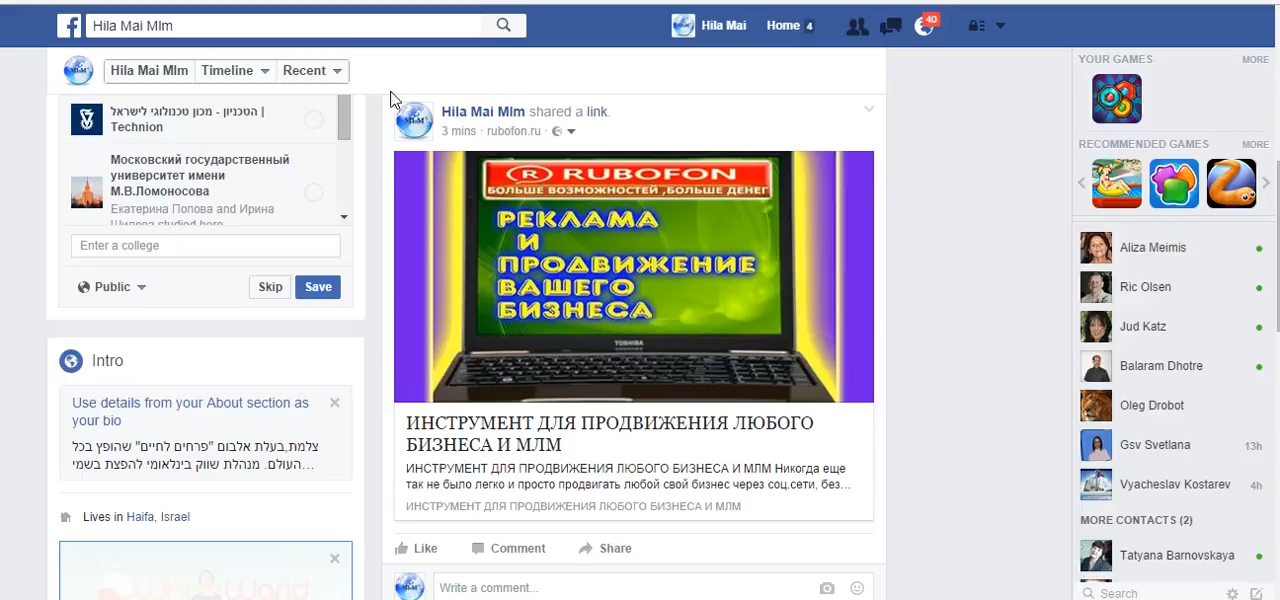 Hila Mai Mlm
Hila Mai
Home 4
40
Hila Mai Mlm
Timeline
Recent
הטכניון - מכון טכנולוגי לישראל |
Technion
Московский государственный
университет имени
М.В.Ломоносова
Екатерина Попова and Ирина
Enter a college
Public
Skip
Save
Intro
Use details from your About section as
your bio
צלמת,בעלת אלבום "פרחים לחיים" שהופץ בכל
העולם. מנהלת שווק בינלאומי להפצת בשמי...
Lives in Haifa, Israel
Hila Mai Mlm shared a link.
3 mins · rubofon.ru ·
R RUBOFON
БОЛЬШЕ ВОЗМОЖНОСТЕЙ ,БОЛЬШЕ ДЕНЕГ
РЕКЛАМА
И
ПРОДВИЖЕНИЕ
ВАШЕГО
БИЗНЕСА
TOSHIBA
ИНСТРУМЕНТ ДЛЯ ПРОДВИЖЕНИЯ ЛЮБОГО
БИЗНЕСА И МЛМ
ИНСТРУМЕНТ ДЛЯ ПРОДВИЖЕНИЯ ЛЮБОГО БИЗНЕСА И МЛМ Никогда еще
так не было легко и просто продвигать любой свой бизнес через соц.сети, без...
ИНСТРУМЕНТ ДЛЯ ПРОДВИЖЕНИЯ ЛЮБОГО БИЗНЕСА И МЛМ
Like
Comment
Share
Write a comment...
YOUR GAMES
MORE
RECOMMENDED GAMES
MORE
Aliza Meimis
Ric Olsen
Jud Katz
Balaram Dhotre
Oleg Drobot
Gsv Svetlana 13h
Vyacheslav Kostarev 4h
MORE CONTACTS (2)
Tatyana Barnovskaya
Search